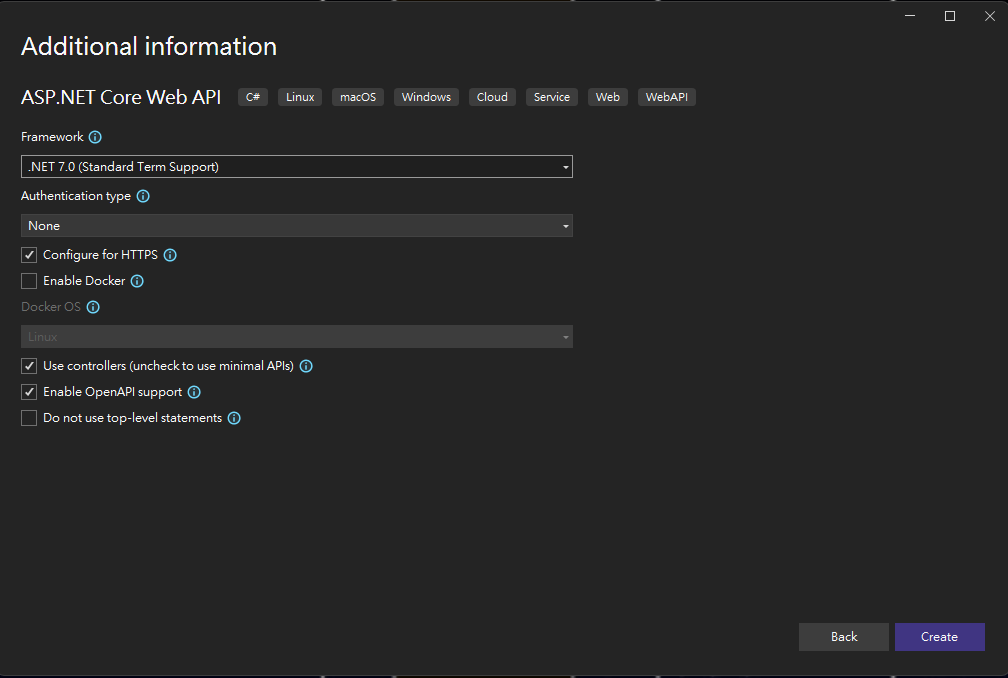 Additional information
ASP.NET Core Web API C# Linux macOS Windows Cloud Service Web WebAPI
Framework
.NET 7.0 (Standard Term Support)
Authentication type
None
Configure for HTTPS
Enable Docker
Docker OS
Linux
Use controllers (uncheck to use minimal APIs)
Enable OpenAPI support
Do not use top-level statements
Back Create